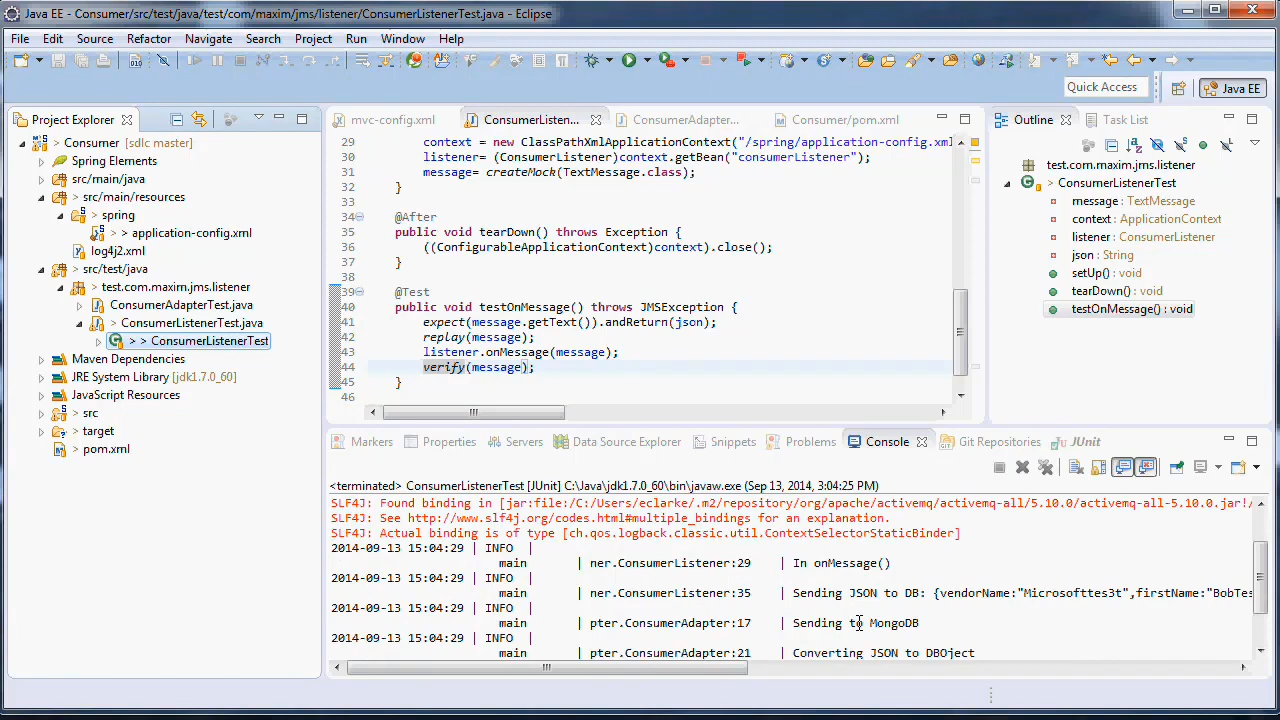 Java EE - Consumer/src/test/java/test/com/maxim/jms/listener/ConsumerListenerTest.java - Eclipse
File Edit Source Refactor Navigate Search Project Run Window Help
Quick Access
Java EE
Project Explorer
Consumer [sdlc master]
Spring Elements
src/main/java
src/main/resources
spring
> application-config.xml
log4j2.xml
src/test/java
test.com.maxim.jms.listener
ConsumerAdapterTest.java
> ConsumerListenerTest.java
> > ConsumerListenerTest
Maven Dependencies
JRE System Library [jdk1.7.0_60]
JavaScript Resources
src
target
pom.xml
mvc-config.xml ConsumerListen... ConsumerAdapter... Consumer/pom.xml
29 context = new ClassPathXmlApplicationContext("/spring/application-config.xml
30 listener= (ConsumerListener)context.getBean("consumerListener");
31 message= createMock(TextMessage.class);
32 }
33
34 @After
35 public void tearDown() throws Exception {
36 ((ConfigurableApplicationContext)context).close();
37 }
38
39 @Test
40 public void testOnMessage() throws JMSException {
41 expect(message.getText()).andReturn(json);
42 replay(message);
43 listener.onMessage(message);
44 verify(message);
45 }
46
Outline Task List
test.com.maxim.jms.listener
ConsumerListenerTest
message : TextMessage
context : ApplicationContext
listener : ConsumerListener
json : String
setUp() : void
tearDown() : void
testOnMessage() : void
Markers Properties Servers Data Source Explorer Snippets Problems Console Git Repositories JUnit
<terminated> ConsumerListenerTest [JUnit] C:\Java\jdk1.7.0_60\bin\javaw.exe (Sep 13, 2014, 3:04:25 PM)
SLF4J: Found binding in [jar:file:/C:/Users/eclarke/.m2/repository/org/apache/activemq/activemq-all/5.10.0/activemq-all-5.10.0.jar!/
SLF4J: See http://www.slf4j.org/codes.html#multiple_bindings for an explanation.
SLF4J: Actual binding is of type [ch.qos.logback.classic.util.ContextSelectorStaticBinder]
2014-09-13 15:04:29 | INFO |
main | ner.ConsumerListener:29 | In onMessage()
2014-09-13 15:04:29 | INFO |
main | ner.ConsumerListener:35 | Sending JSON to DB: {vendorName:"Microsofttes3t",firstName:"BobTes
2014-09-13 15:04:29 | INFO |
main | pter.ConsumerAdapter:17 | Sending to MongoDB
2014-09-13 15:04:29 | INFO |
main | pter.ConsumerAdapter:21 | Converting JSON to DBOject